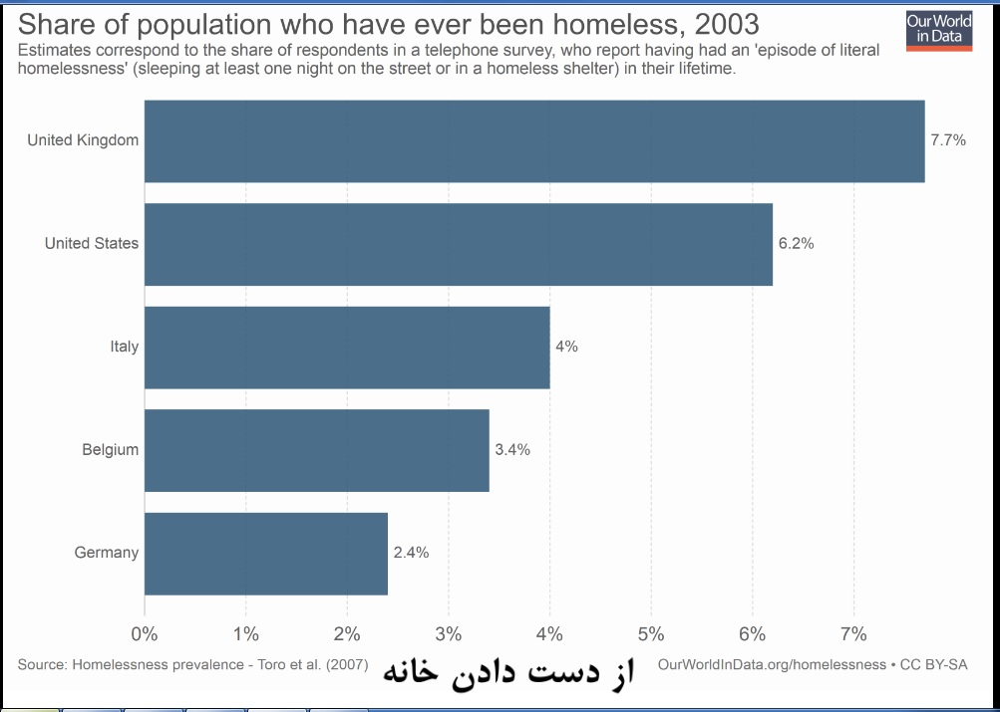 Share of population who have ever been homeless, 2003
Our World
in Data
Estimates correspond to the share of respondents in a telephone survey, who report having had an 'episode of literal
homelessness' (sleeping at least one night on the street or in a homeless shelter) in their lifetime.
United Kingdom
7.7%
United States
6.2%
Italy
4%
Belgium
3.4%
Germany
2.4%
0% 1% 2% 3% 4% 5% 6% 7%
Source: Homelessness prevalence - Toro et al. (2007)
از دست دادن خانه
OurWorldInData.org/homelessness • CC BY-SA